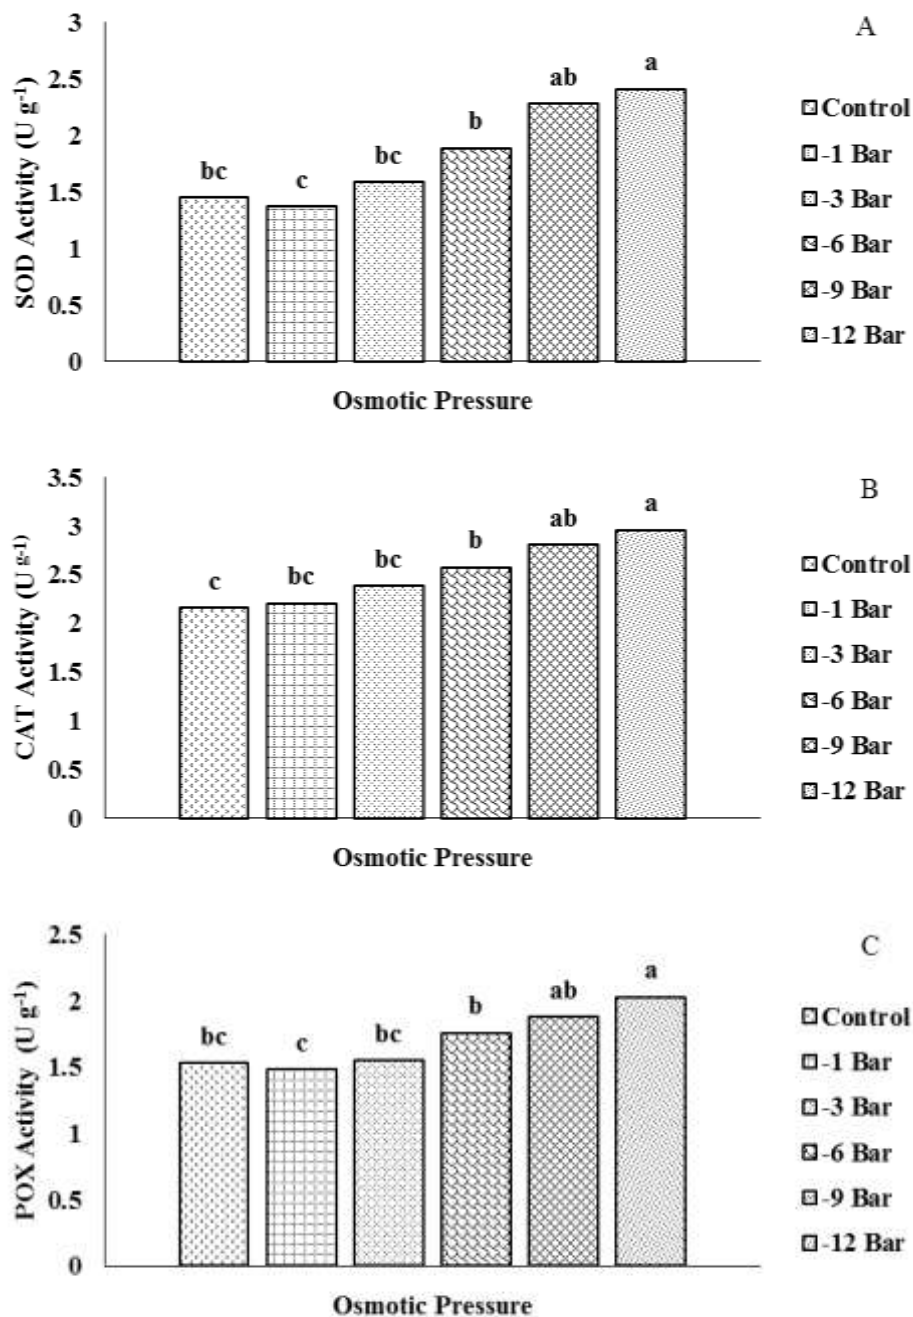 A
3
2.5
2
1.5
1
0.5
0
SOD Activity (U g-1)
bc
c
bc
b
ab
a
Osmotic Pressure
Control
-1 Bar
-3 Bar
-6 Bar
-9 Bar
-12 Bar
B
3.5
3
2.5
2
1.5
1
0.5
0
CAT Activity (U g-1)
c
bc
bc
b
ab
a
Osmotic Pressure
Control
-1 Bar
-3 Bar
-6 Bar
-9 Bar
-12 Bar
C
2.5
2
1.5
1
0.5
0
POX Activity (U g-1)
bc
c
bc
b
ab
a
Osmotic Pressure
Control
-1 Bar
-3 Bar
-6 Bar
-9 Bar
-12 Bar